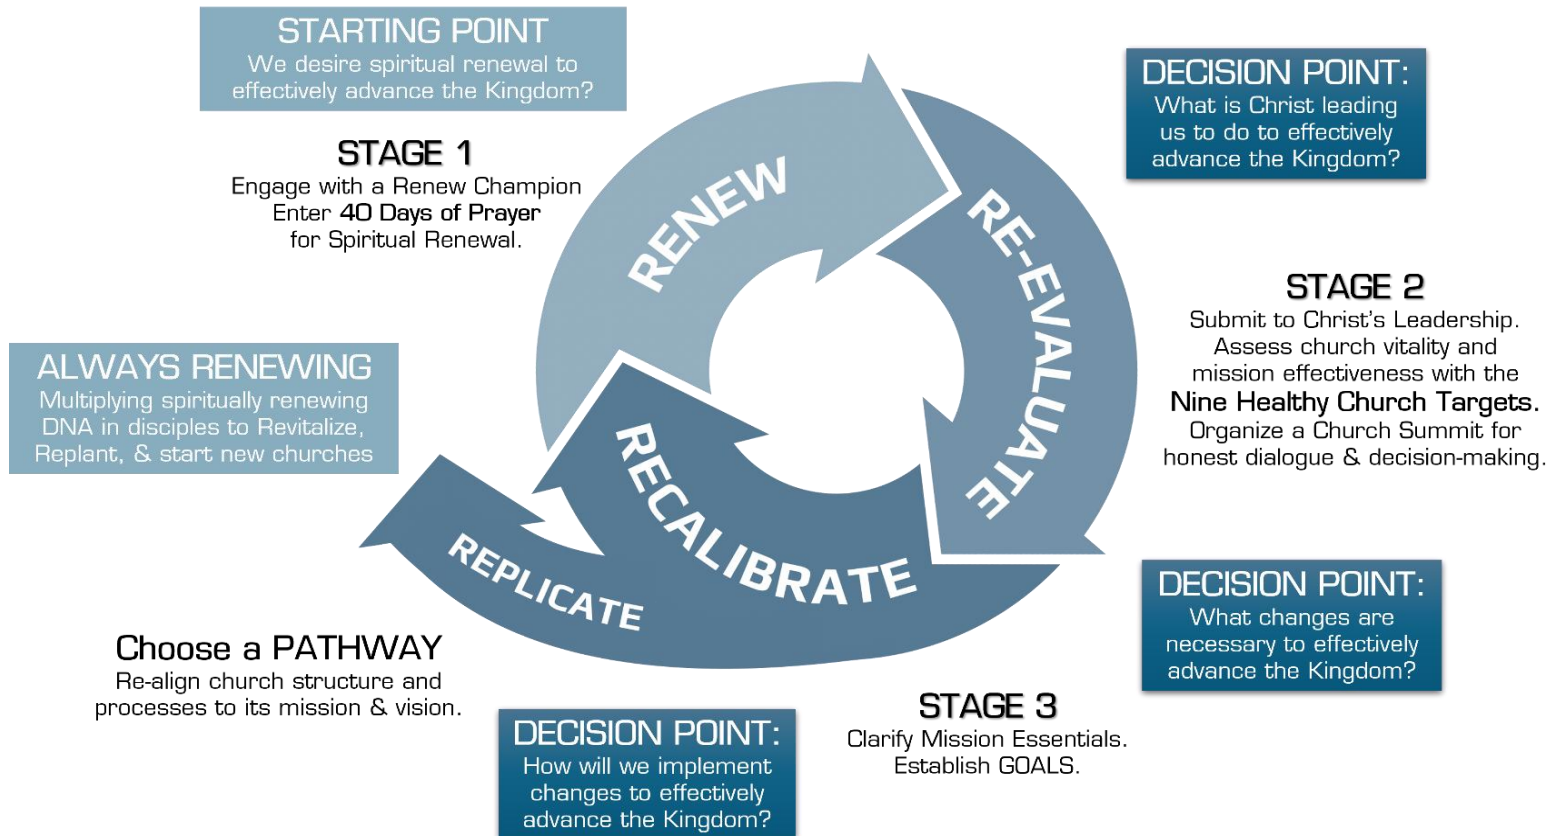 STARTING POINT
We desire spiritual renewal to
effectively advance the Kingdom?
STAGE 1
Engage with a Renew Champion
Enter 40 Days of Prayer
for Spiritual Renewal.
RENEW
DECISION POINT:
What is Christ leading
us to do to effectively
advance the Kingdom?
RE-EVALUATE
STAGE 2
Submit to Christ's Leadership.
Assess church vitality and
mission effectiveness with the
Nine Healthy Church Targets.
Organize a Church Summit for
honest dialogue & decision-making.
DECISION POINT:
What changes are
necessary to effectively
advance the Kingdom?
RECALIBRATE
STAGE 3
Clarify Mission Essentials.
Establish GOALS.
DECISION POINT:
How will we implement
changes to effectively
advance the Kingdom?
REPLICATE
Choose a PATHWAY
Re-align church structure and
processes to its mission & vision.
ALWAYS RENEWING
Multiplying spiritually renewing
DNA in disciples to Revitalize,
Replant, & start new churches